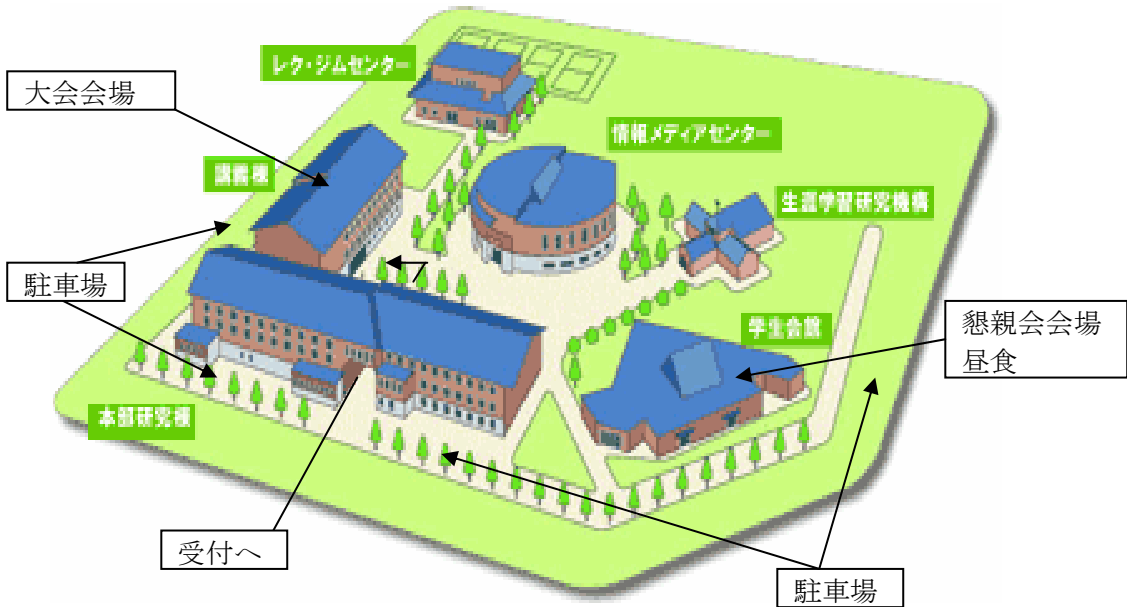 レク・ジムセンター
大会会場
情報メディアセンター
講義棟
生涯学習研究機構
駐車場
学生会館
懇親会会場
昼食
本部研究棟
受付へ
駐車場